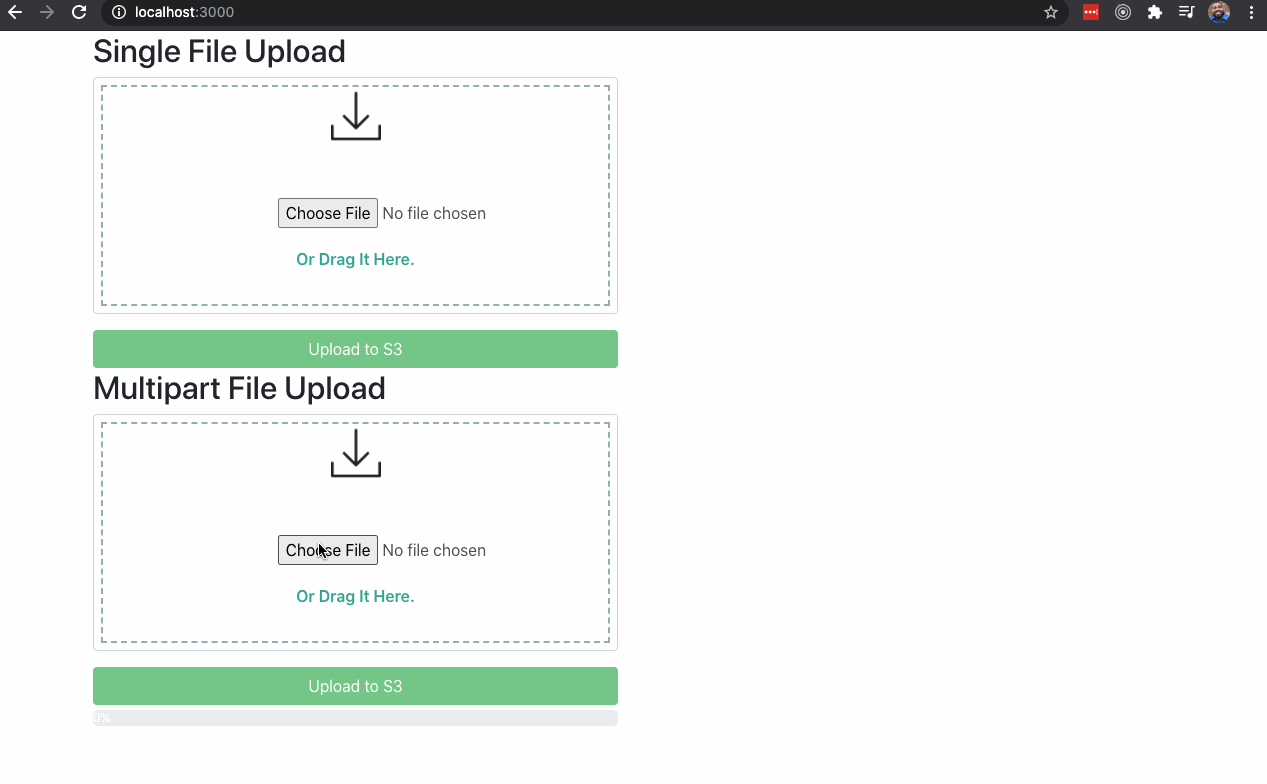 localhost:3000
Single File Upload
Choose File No file chosen
Or Drag It Here.
Upload to S3
Multipart File Upload
Choose File No file chosen
Or Drag It Here.
Upload to S3
0%